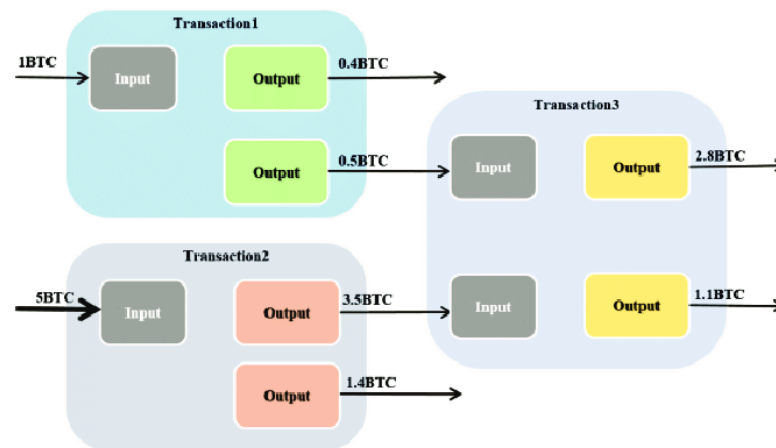 Transaction1
1BTC
Input
Output
0.4BTC
Output
0.5BTC
Transaction2
5BTC
Input
Output
3.5BTC
Output
1.4BTC
Transaction3
Input
Output
2.8BTC
Input
Output
1.1BTC